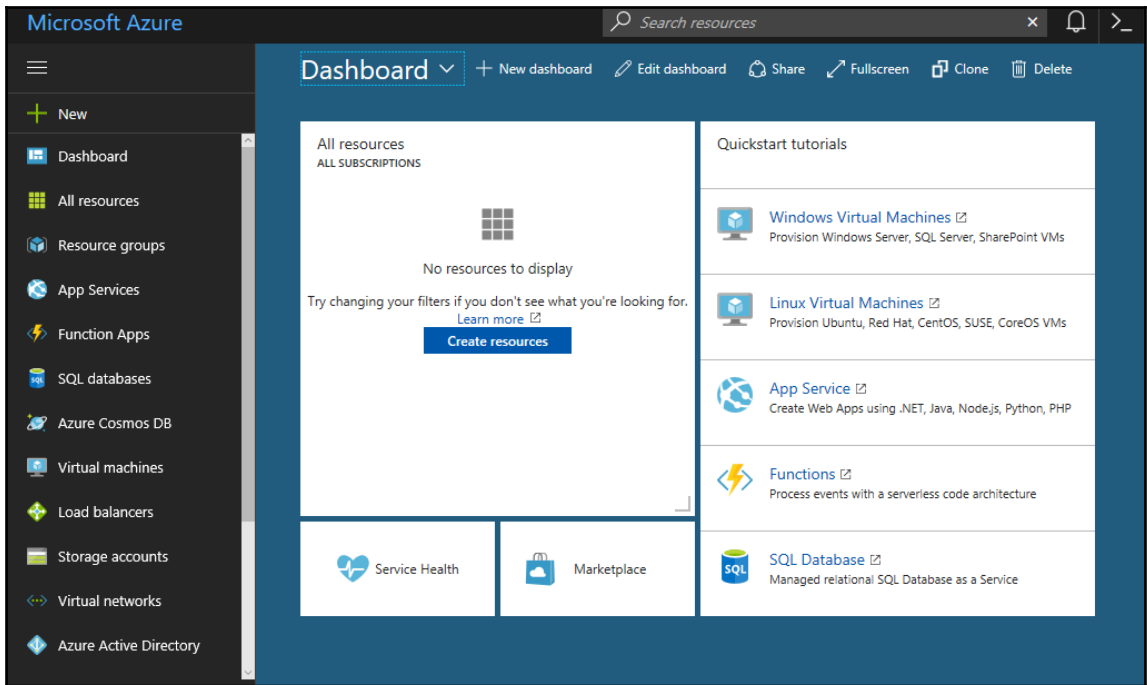 Microsoft Azure
Search resources
>_
Dashboard
New dashboard
Edit dashboard
Share
Fullscreen
Clone
Delete
New
Dashboard
All resources
Resource groups
App Services
Function Apps
SQL databases
Azure Cosmos DB
Virtual machines
Load balancers
Storage accounts
Virtual networks
Azure Active Directory
All resources
ALL SUBSCRIPTIONS
No resources to display
Try changing your filters if you don't see what you're looking for.
Learn more
Create resources
Service Health
Marketplace
Quickstart tutorials
Windows Virtual Machines
Provision Windows Server, SQL Server, SharePoint VMs
Linux Virtual Machines
Provision Ubuntu, Red Hat, CentOS, SUSE, CoreOS VMs
App Service
Create Web Apps using .NET, Java, Node.js, Python, PHP
Functions
Process events with a serverless code architecture
SQL
SQL Database
Managed relational SQL Database as a Service